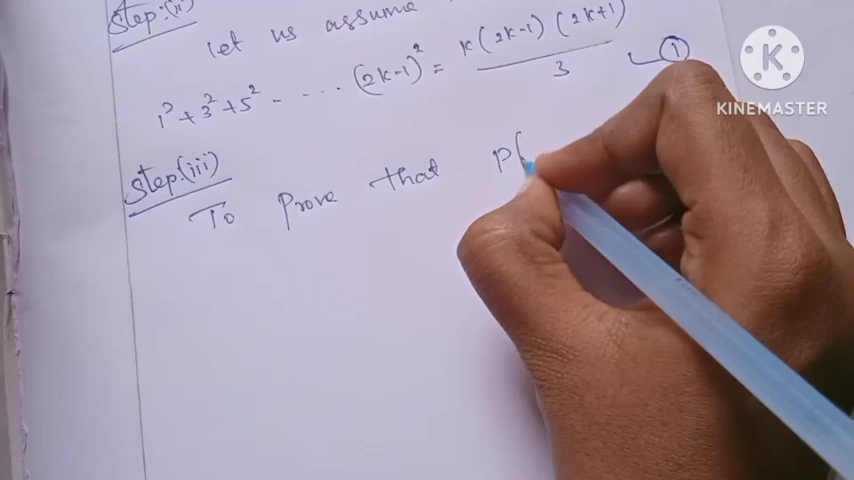 Step:(ii)
let us assume
1² + 3² + 5² - .... (2k-1)² = k(2k-1)(2k+1)/3 ①
Step:(iii)
To prove that P(
KINEMASTER